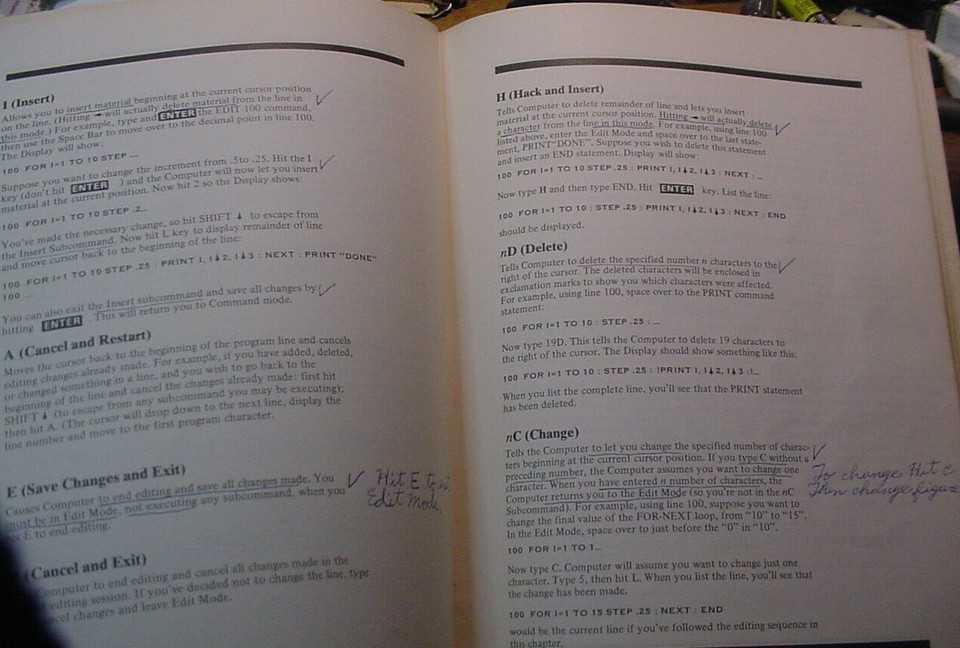 I (Insert)
Allows you to insert material beginning at the current cursor position
on the line. (Hitting → will actually delete material from the line in
this mode.) For example, type and ENTER the EDIT 100 command,
then use the Space Bar to move over to the decimal point in line 100.
The Display will show:
100 FOR I=1 TO 10 STEP ...
Suppose you want to change the increment from .5 to .25. Hit the I
key (don't hit ENTER ) and the Computer will now let you insert
material at the current position. Now hit 2 so the Display shows:
100 FOR I=1 TO 10 STEP .2...
You've made the necessary change, so hit SHIFT ↑ to escape from
the Insert Subcommand. Now hit L key to display remainder of line
and move cursor back to the beginning of the line:
100 FOR I=1 TO 10 STEP .25 : PRINT I, I↑2, I↑3 : NEXT : PRINT "DONE"
100 ...
You can also exit the Insert subcommand and save all changes by
hitting ENTER . This will return you to Command mode.
A (Cancel and Restart)
Moves the cursor back to the beginning of the program line and cancels
editing changes already made. For example, if you have added, deleted,
or changed something in a line, and you wish to go back to the
beginning of the line and cancel the changes already made: first hit
SHIFT ↑ (to escape from any subcommand you may be executing);
then hit A. (The cursor will drop down to the next line, display the
line number and move to the first program character.
E (Save Changes and Exit)
Causes Computer to end editing and save all changes made. You
must be in Edit Mode, not executing any subcommand, when you
E to end editing.
Hit E to
Edit Mode.
(Cancel and Exit)
Computer to end editing and cancel all changes made in the
editing session. If you've decided not to change the line, type
changes and leave Edit Mode.
H (Hack and Insert)
Tells Computer to delete remainder of line and lets you insert
material at the current cursor position. Hitting → will actually delete
a character from the line in this mode. For example, using line 100
listed above, enter the Edit Mode and space over to the last state-
ment, PRINT"DONE". Suppose you wish to delete this statement
and insert an END statement. Display will show:
100 FOR I=1 TO 10 STEP .25 : PRINT I, I↑2, I↑3 : NEXT : ...
Now type H and then type END. Hit ENTER key. List the line:
100 FOR I=1 TO 10 : STEP .25 : PRINT I, I↑2, I↑3 : NEXT : END
should be displayed.
nD (Delete)
Tells Computer to delete the specified number n characters to the
right of the cursor. The deleted characters will be enclosed in
exclamation marks to show you which characters were affected.
For example, using line 100, space over to the PRINT command
statement:
100 FOR I=1 TO 10 : STEP .25 : ...
Now type 19D. This tells the Computer to delete 19 characters to
the right of the cursor. The Display should show something like this:
100 FOR I=1 TO 10 : STEP .25 : !PRINT I, I↑2, I↑3 :!...
When you list the complete line, you'll see that the PRINT statement
has been deleted.
nC (Change)
Tells the Computer to let you change the specified number of charac-
ters beginning at the current cursor position. If you type C without a
preceding number, the Computer assumes you want to change one
character. When you have entered n number of characters, the
Computer returns you to the Edit Mode (so you're not in the nC
Subcommand). For example, using line 100, suppose you want to
change the final value of the FOR-NEXT loop, from "10" to "15".
In the Edit Mode, space over to just before the "0" in "10".
100 FOR I=1 TO 1...
Now type C. Computer will assume you want to change just one
character. Type 5, then hit L. When you list the line, you'll see that
the change has been made.
100 FOR I=1 TO 15 STEP .25 : NEXT : END
would be the current line if you've followed the editing sequence in
this chapter.
To change Hit C
Then change